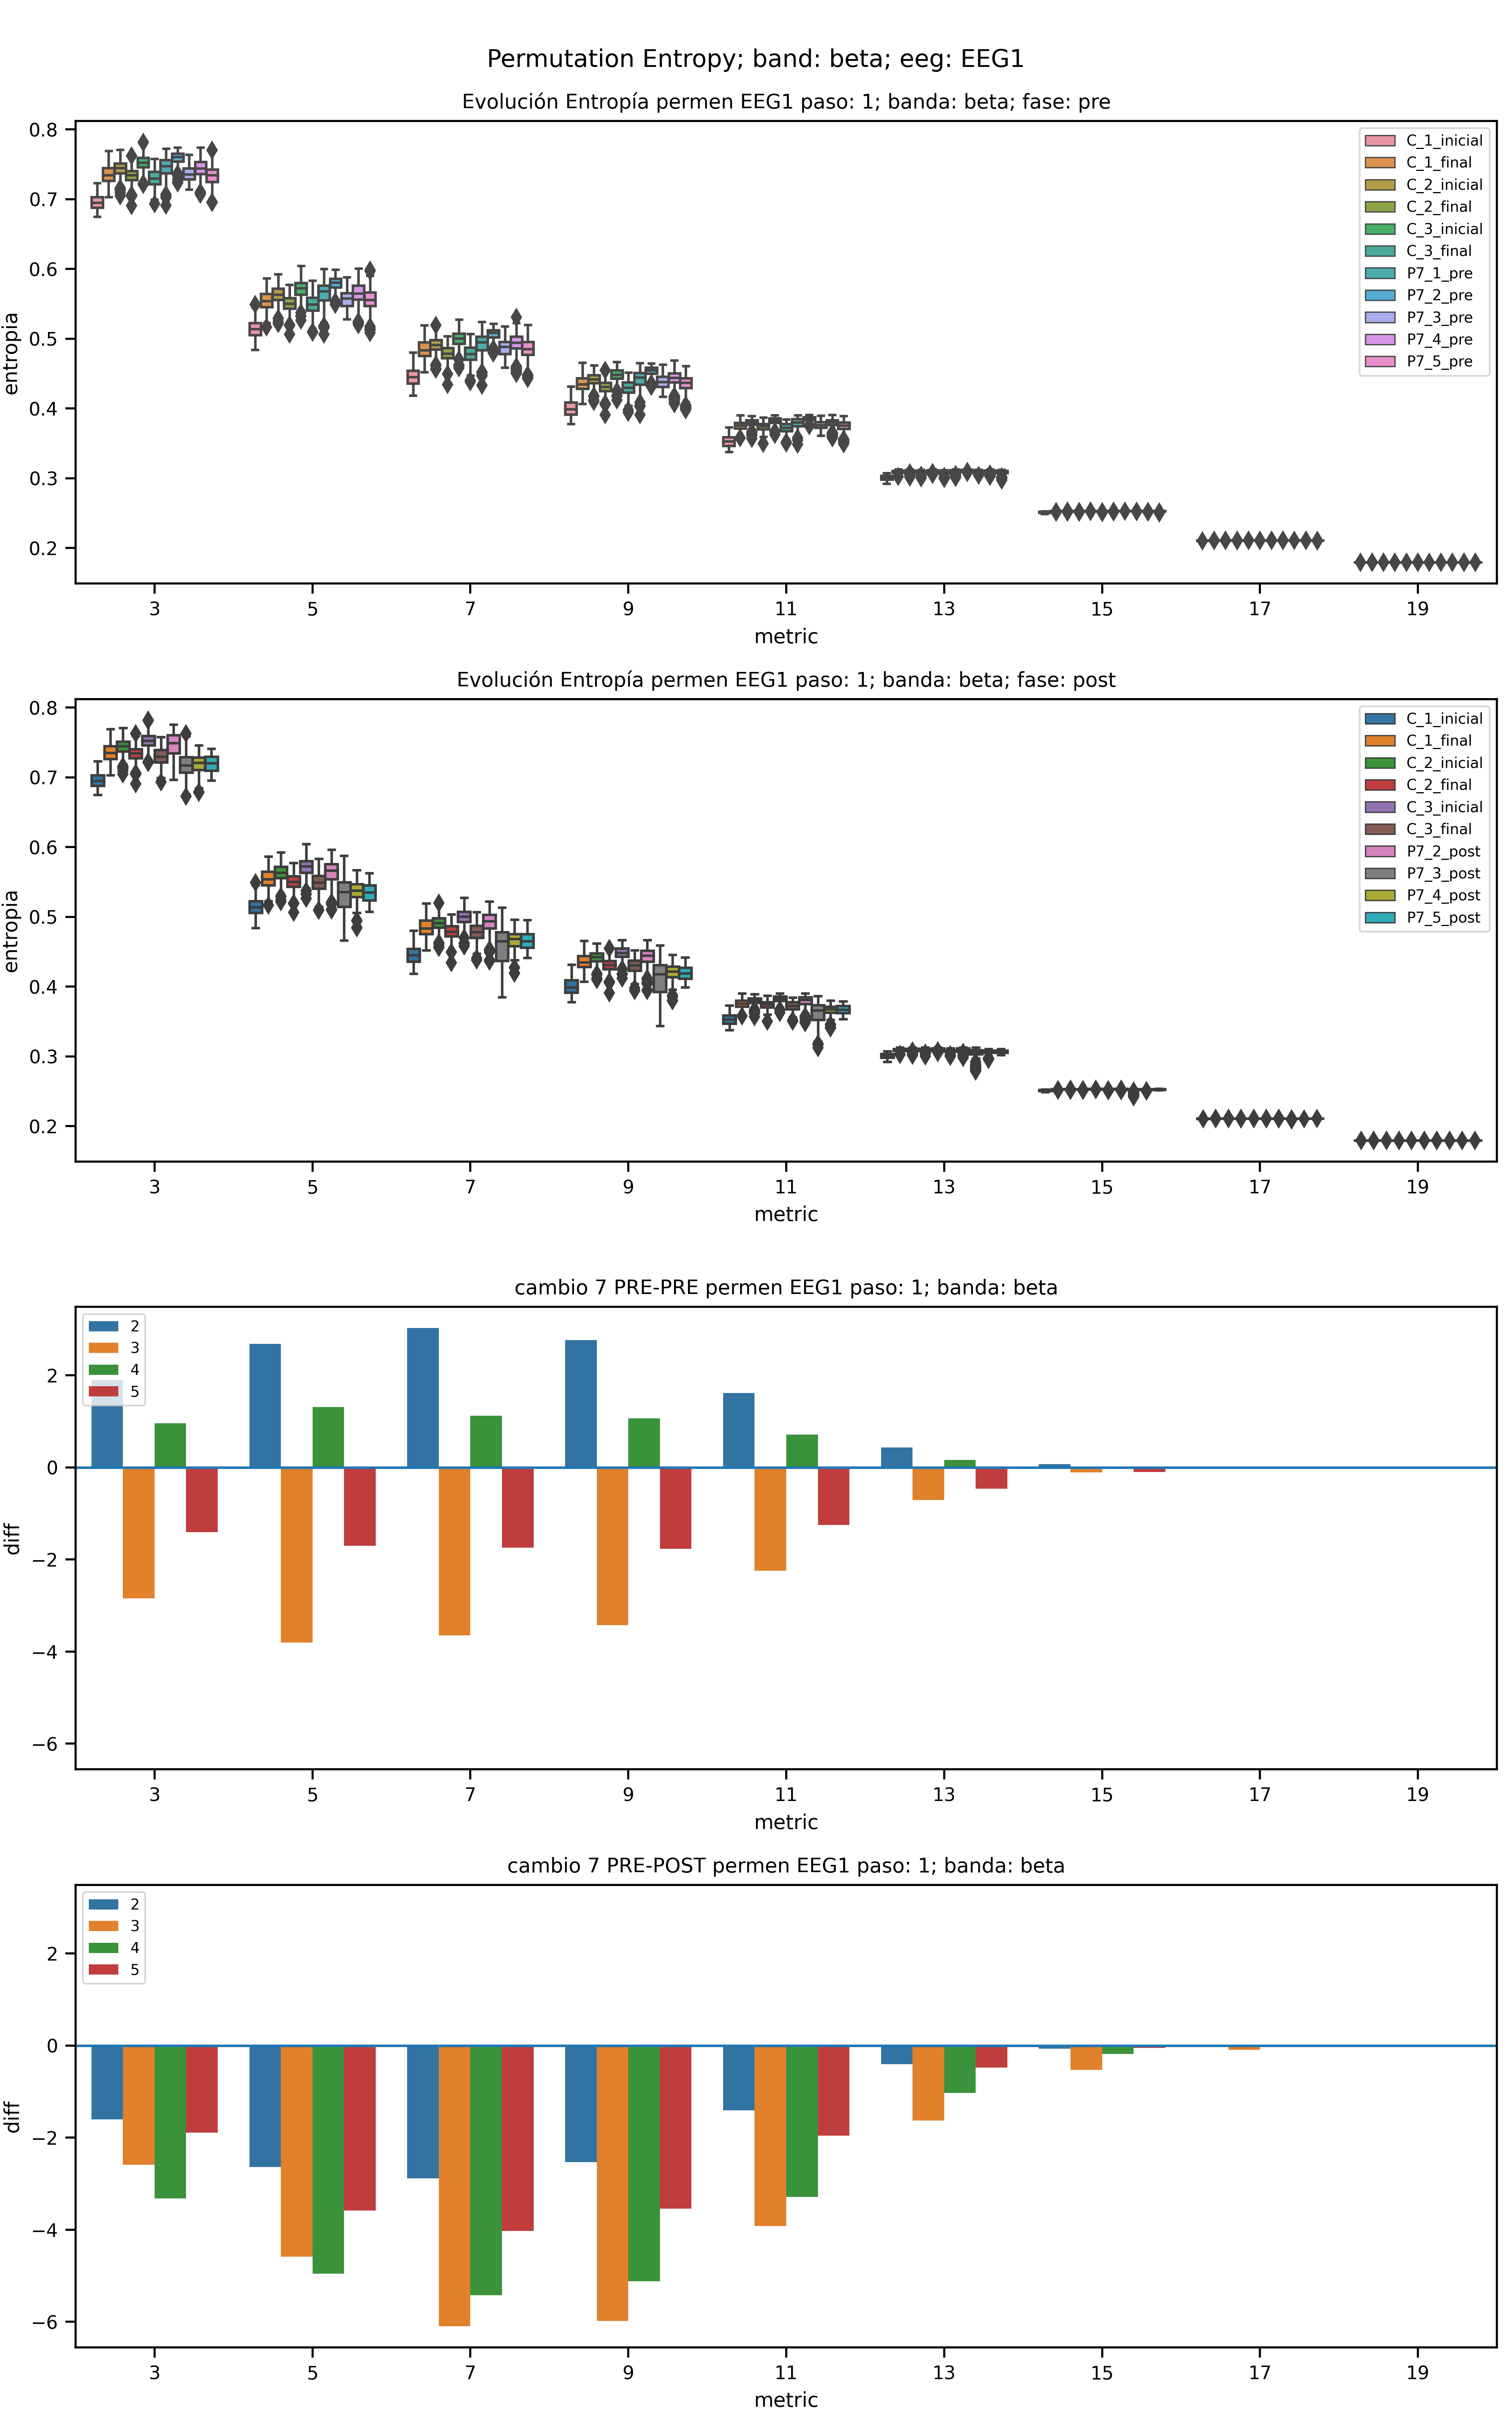 Permutation Entropy; band: beta; eeg: EEG1
Evolución Entropía permen EEG1 paso: 1; banda: beta; fase: pre
entropia
0.8
0.7
0.6
0.5
0.4
0.3
0.2
C_1_inicial
C_1_final
C_2_inicial
C_2_final
C_3_inicial
C_3_final
P7_1_pre
P7_2_pre
P7_3_pre
P7_4_pre
P7_5_pre
3 5 7 9 11 13 15 17 19
metric
Evolución Entropía permen EEG1 paso: 1; banda: beta; fase: post
entropia
0.8
0.7
0.6
0.5
0.4
0.3
0.2
C_1_inicial
C_1_final
C_2_inicial
C_2_final
C_3_inicial
C_3_final
P7_2_post
P7_3_post
P7_4_post
P7_5_post
3 5 7 9 11 13 15 17 19
metric
cambio 7 PRE-PRE permen EEG1 paso: 1; banda: beta
diff
2
0
−2
−4
−6
2
3
4
5
3 5 7 9 11 13 15 17 19
metric
cambio 7 PRE-POST permen EEG1 paso: 1; banda: beta
diff
2
0
−2
−4
−6
2
3
4
5
3 5 7 9 11 13 15 17 19
metric